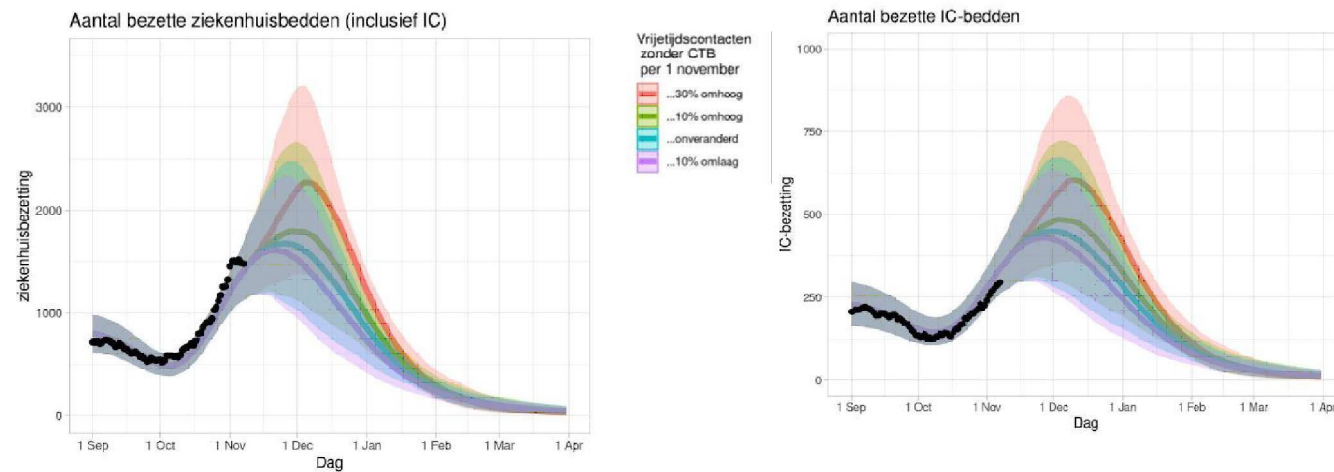 Aantal bezette ziekenhuisbedden (inclusief IC)
ziekenhuisbezetting
3000
2000
1000
0
1 Sep
1 Oct
1 Nov
1 Dec
1 Jan
1 Feb
1 Mar
1 Apr
Dag
Vrijetijdscontacten
zonder CTB
per 1 november
...30% omhoog
...10% omhoog
...onveranderd
...10% omlaag
Aantal bezette IC-bedden
IC-bezetting
1000
750
500
250
0
1 Sep
1 Oct
1 Nov
1 Dec
1 Jan
1 Feb
1 Mar
1 Apr
Dag